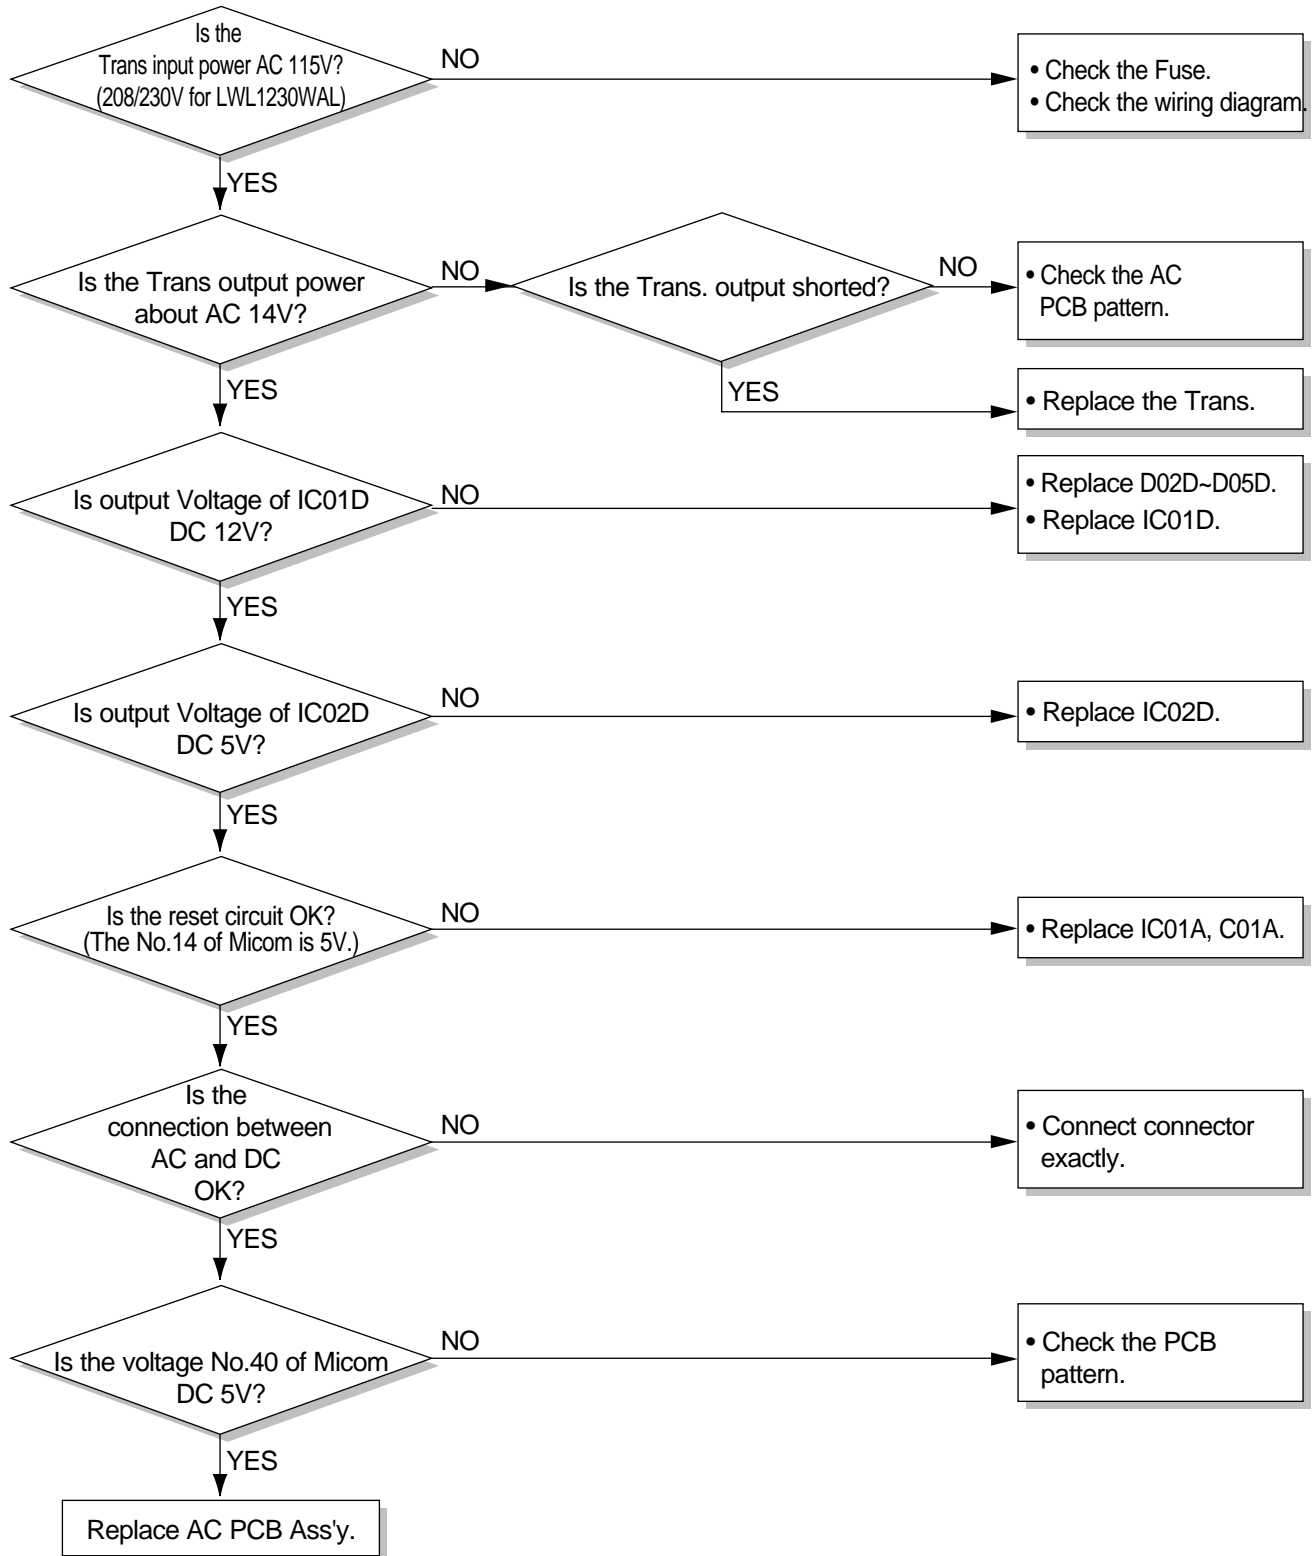 Is the
Trans input power AC 115V?
(208/230V for LWL1230WAL)
NO
• Check the Fuse.
• Check the wiring diagram.
YES
Is the Trans output power
about AC 14V?
NO
Is the Trans. output shorted?
NO
• Check the AC
PCB pattern.
YES
YES
• Replace the Trans.
Is output Voltage of IC01D
DC 12V?
NO
• Replace D02D~D05D.
• Replace IC01D.
YES
Is output Voltage of IC02D
DC 5V?
NO
• Replace IC02D.
YES
Is the reset circuit OK?
(The No.14 of Micom is 5V.)
NO
• Replace IC01A, C01A.
YES
Is the
connection between
AC and DC
OK?
NO
• Connect connector
exactly.
YES
Is the voltage No.40 of Micom
DC 5V?
NO
• Check the PCB
pattern.
YES
Replace AC PCB Ass'y.